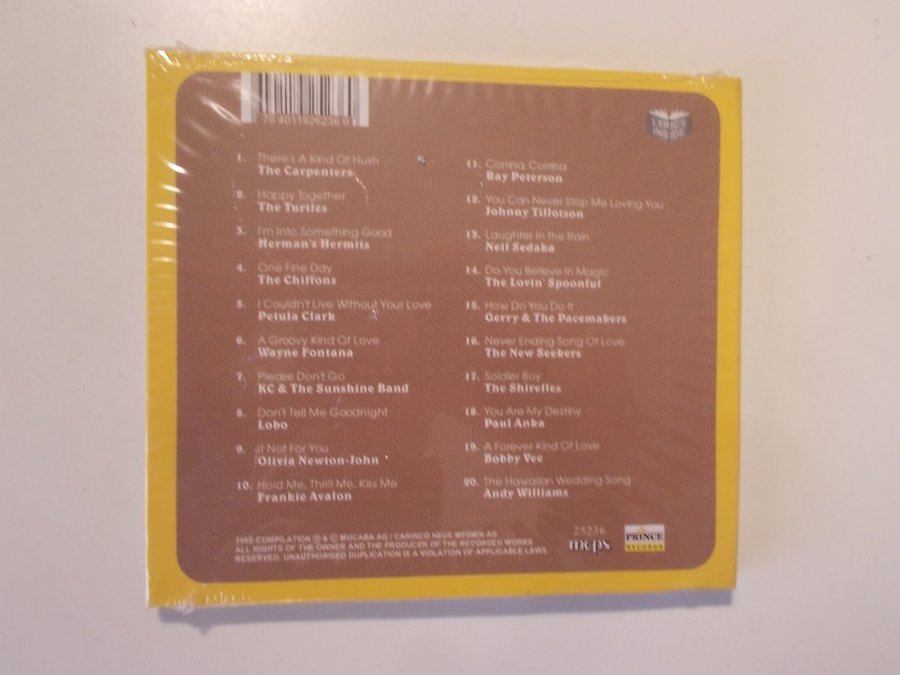 76 4011926236 0
LYRICS
INSIDE
1. There's A Kind Of Hush
The Carpenters
2. Happy Together
The Turtles
3. I'm Into Something Good
Herman's Hermits
4. One Fine Day
The Chiffons
5. I Couldn't Live Without Your Love
Petula Clark
6. A Groovy Kind Of Love
Wayne Fontana
7. Please Don't Go
KC & The Sunshine Band
8. Don't Tell Me Goodnight
Lobo
9. If Not For You
Olivia Newton-John
10. Hold Me, Thrill Me, Kiss Me
Frankie Avalon
11. Corrina, Corrina
Ray Peterson
12. You Can Never Stop Me Loving You
Johnny Tillotson
13. Laughter In the Rain
Neil Sedaka
14. Do You Believe In Magic
The Lovin' Spoonful
15. How Do You Do It
Gerry & The Pacemakers
16. Never Ending Song Of Love
The New Seekers
17. Soldier Boy
The Shirelles
18. You Are My Destiny
Paul Anka
19. A Forever Kind Of Love
Bobby Vee
20. The Hawaiian Wedding Song
Andy Williams
THIS COMPILATION Ⓟ & © MUCABA AG / CARINCO NEUE MEDIEN AG
ALL RIGHTS OF THE OWNER AND THE PRODUCER OF THE RECORDED WORKS
RESERVED. UNAUTHORISED DUPLICATION IS A VIOLATION OF APPLICABLE LAWS
25236
mcps
PRINCE
RECORDS